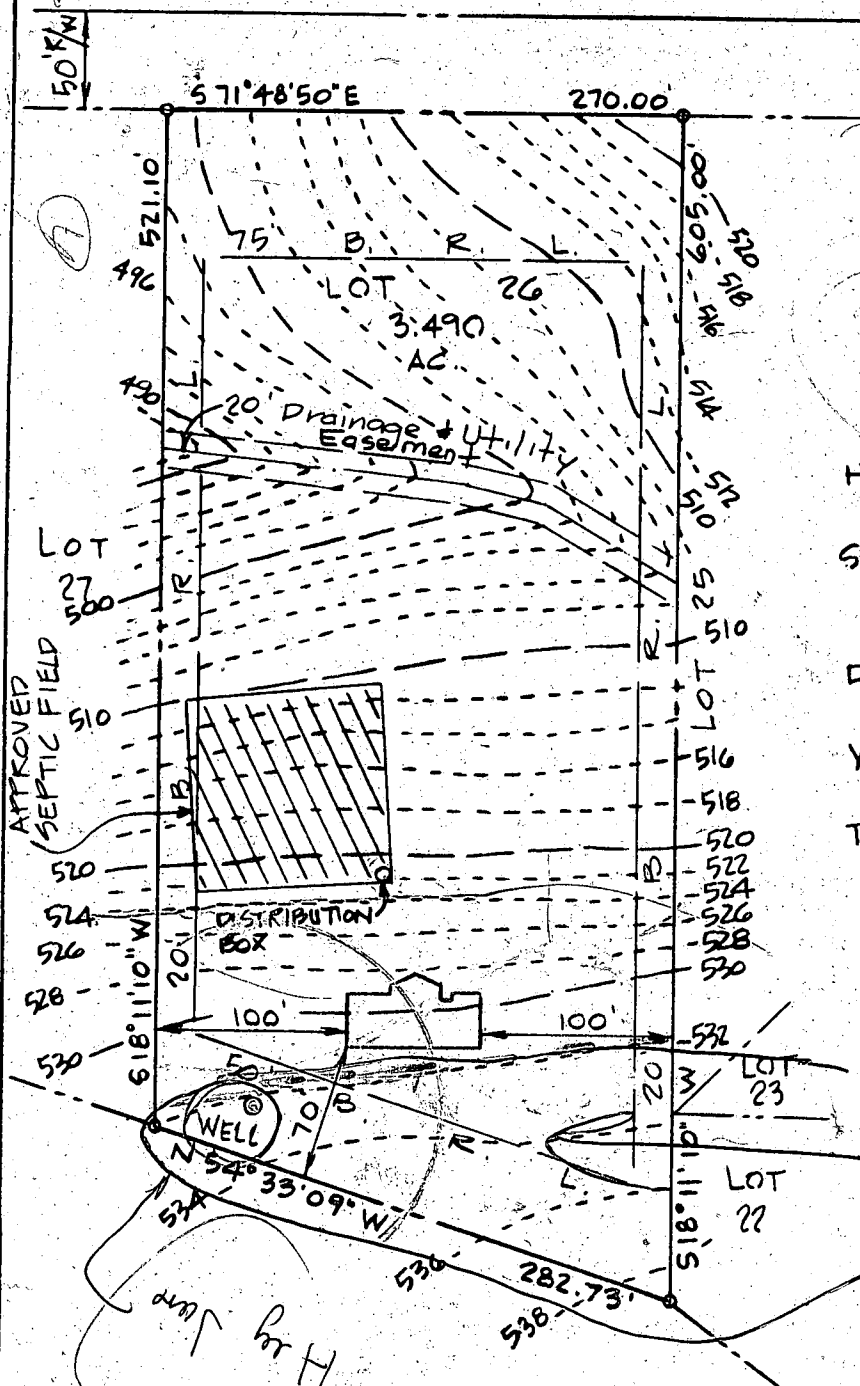 50' R/W
S 71°48'50" E
270.00'
521.10'
605.00'
520
518
516
514
512
510
75' B. R. L.
LOT 26
3.490
AC.
496
490
20' Drainage & Utility
Easement
L.
L.
LOT
27
500
R.
R.
LOT 25
510
APPROVED
SEPTIC FIELD
510
B
516
518
520
520
522
524
524
526
526
528
528
530
530
532
B
DISTRIBUTION
BOX
20'
S18°11'10" W
100'
100'
50'
B
R.
L.
70'
WELL
N 54°33'09" W
282.73'
534
536
538
20'
S18°11'10" W
LOT
23
LOT
22
I
S
D
Y
T